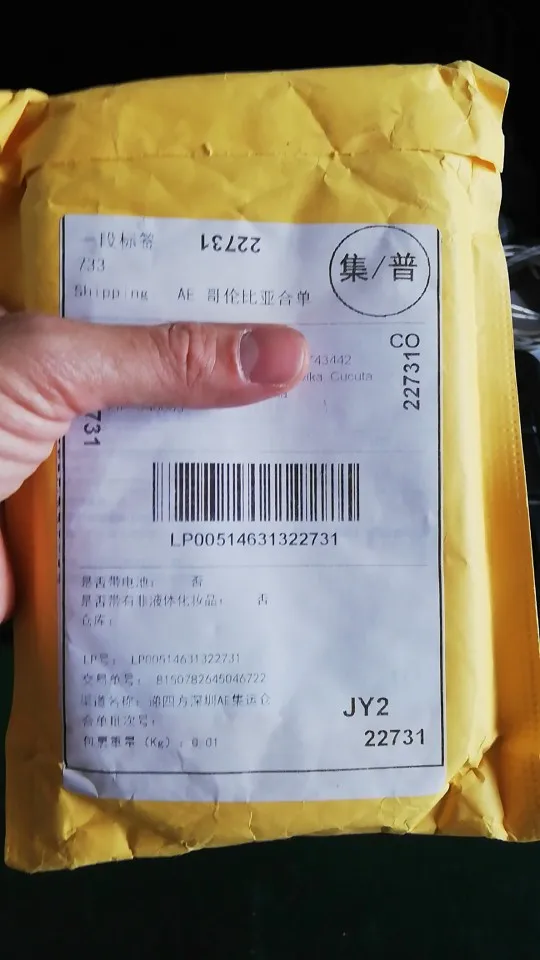 一段标签
22731
集/普
733
Shipping AE 哥伦比亚合单
CO
22731
43442
Cucuta
731
LP00514631322731
是否带电池： 否
是否带有非液体化妆品： 否
仓库：
LP号： LP00514631322731
交易单号： 8150782645046722
渠道名称：递四方深圳AE集运仓
合单批次号：
包裹重量（Kg）：0.01
JY2
22731